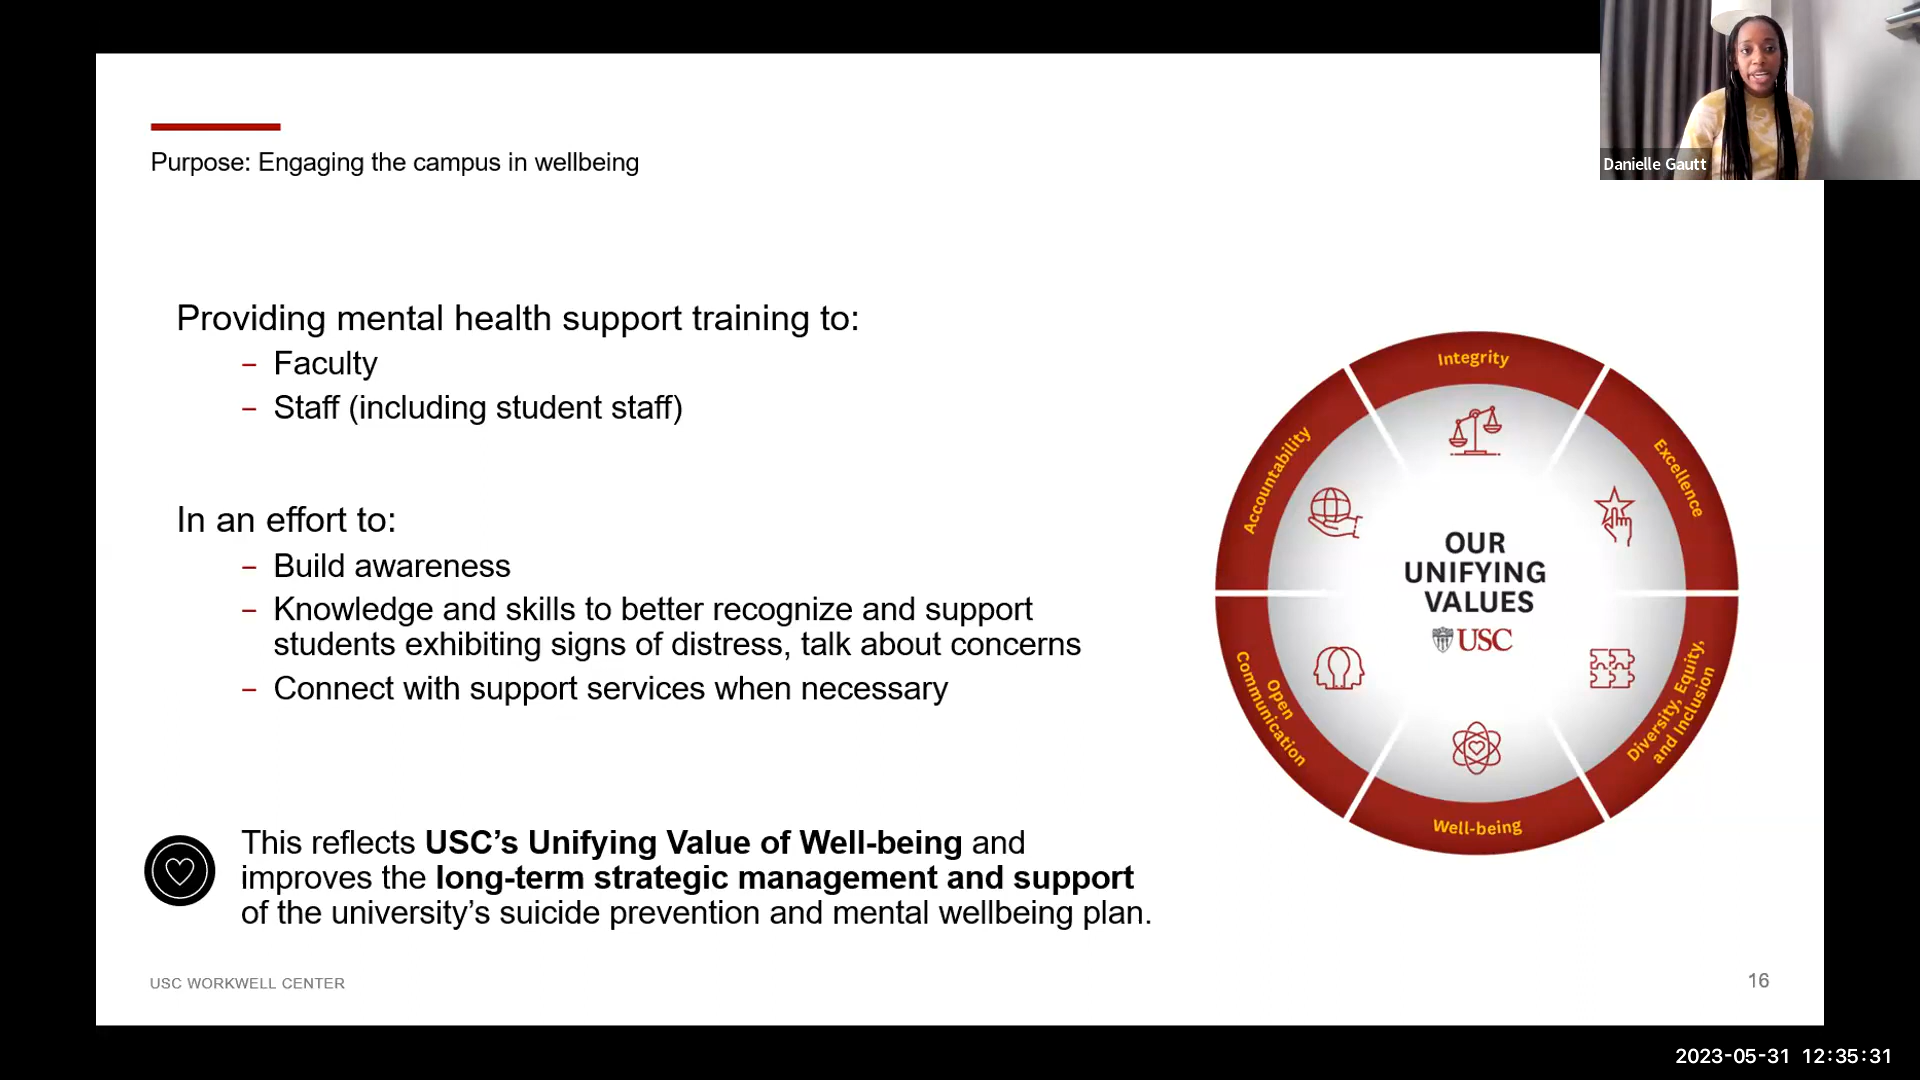 Danielle Gautt
Purpose: Engaging the campus in wellbeing
Providing mental health support training to:
– Faculty
– Staff (including student staff)
In an effort to:
– Build awareness
– Knowledge and skills to better recognize and support
students exhibiting signs of distress, talk about concerns
– Connect with support services when necessary
This reflects USC’s Unifying Value of Well-being and
improves the long-term strategic management and support
of the university’s suicide prevention and mental wellbeing plan.
Integrity
Excellence
Diversity, Equity,
and Inclusion
Well-being
Open
Communication
Accountability
OUR
UNIFYING
VALUES
USC
USC WORKWELL CENTER
16
2023-05-31 12:35:31